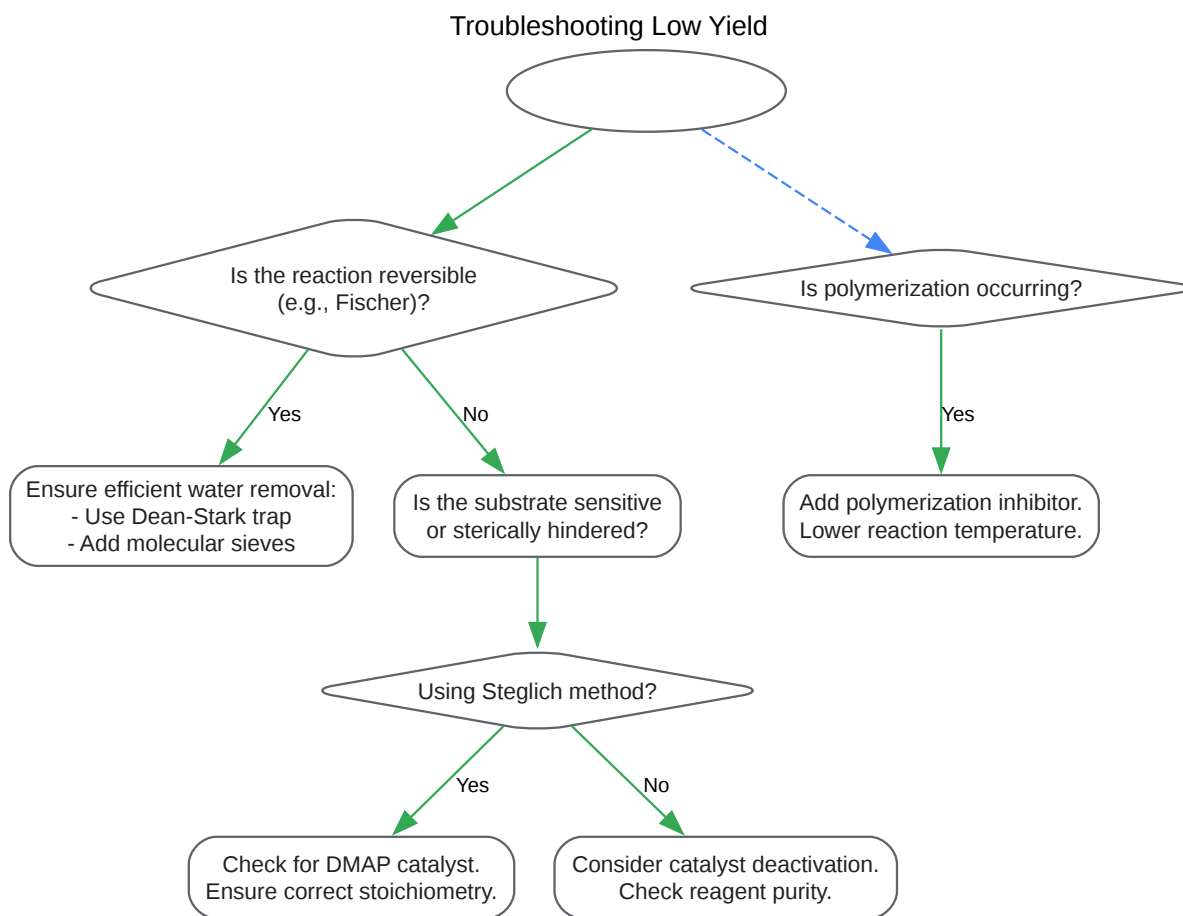 Troubleshooting Low Yield
Is the reaction reversible
(e.g., Fischer)?
Is polymerization occurring?
Yes
No
Yes
Ensure efficient water removal:
- Use Dean-Stark trap
- Add molecular sieves
Is the substrate sensitive
or sterically hindered?
Add polymerization inhibitor.
Lower reaction temperature.
Using Steglich method?
Yes
No
Check for DMAP catalyst.
Ensure correct stoichiometry.
Consider catalyst deactivation.
Check reagent purity.